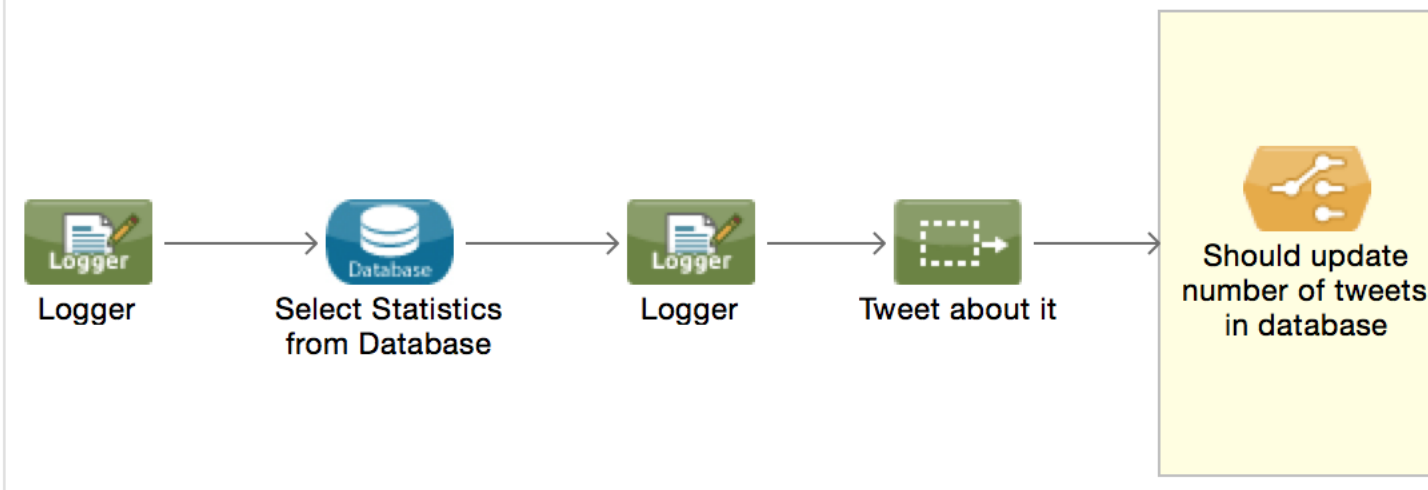 Logger
Logger
Database
Select Statistics
from Database
Logger
Logger
Tweet about it
Should update
number of tweets
in database